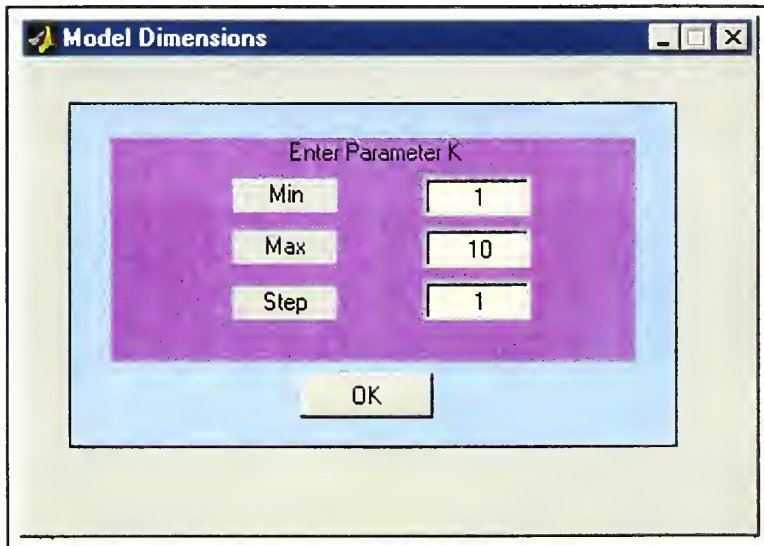 Model Dimensions
Enter Parameter K
Min 1
Max 10
Step 1
OK